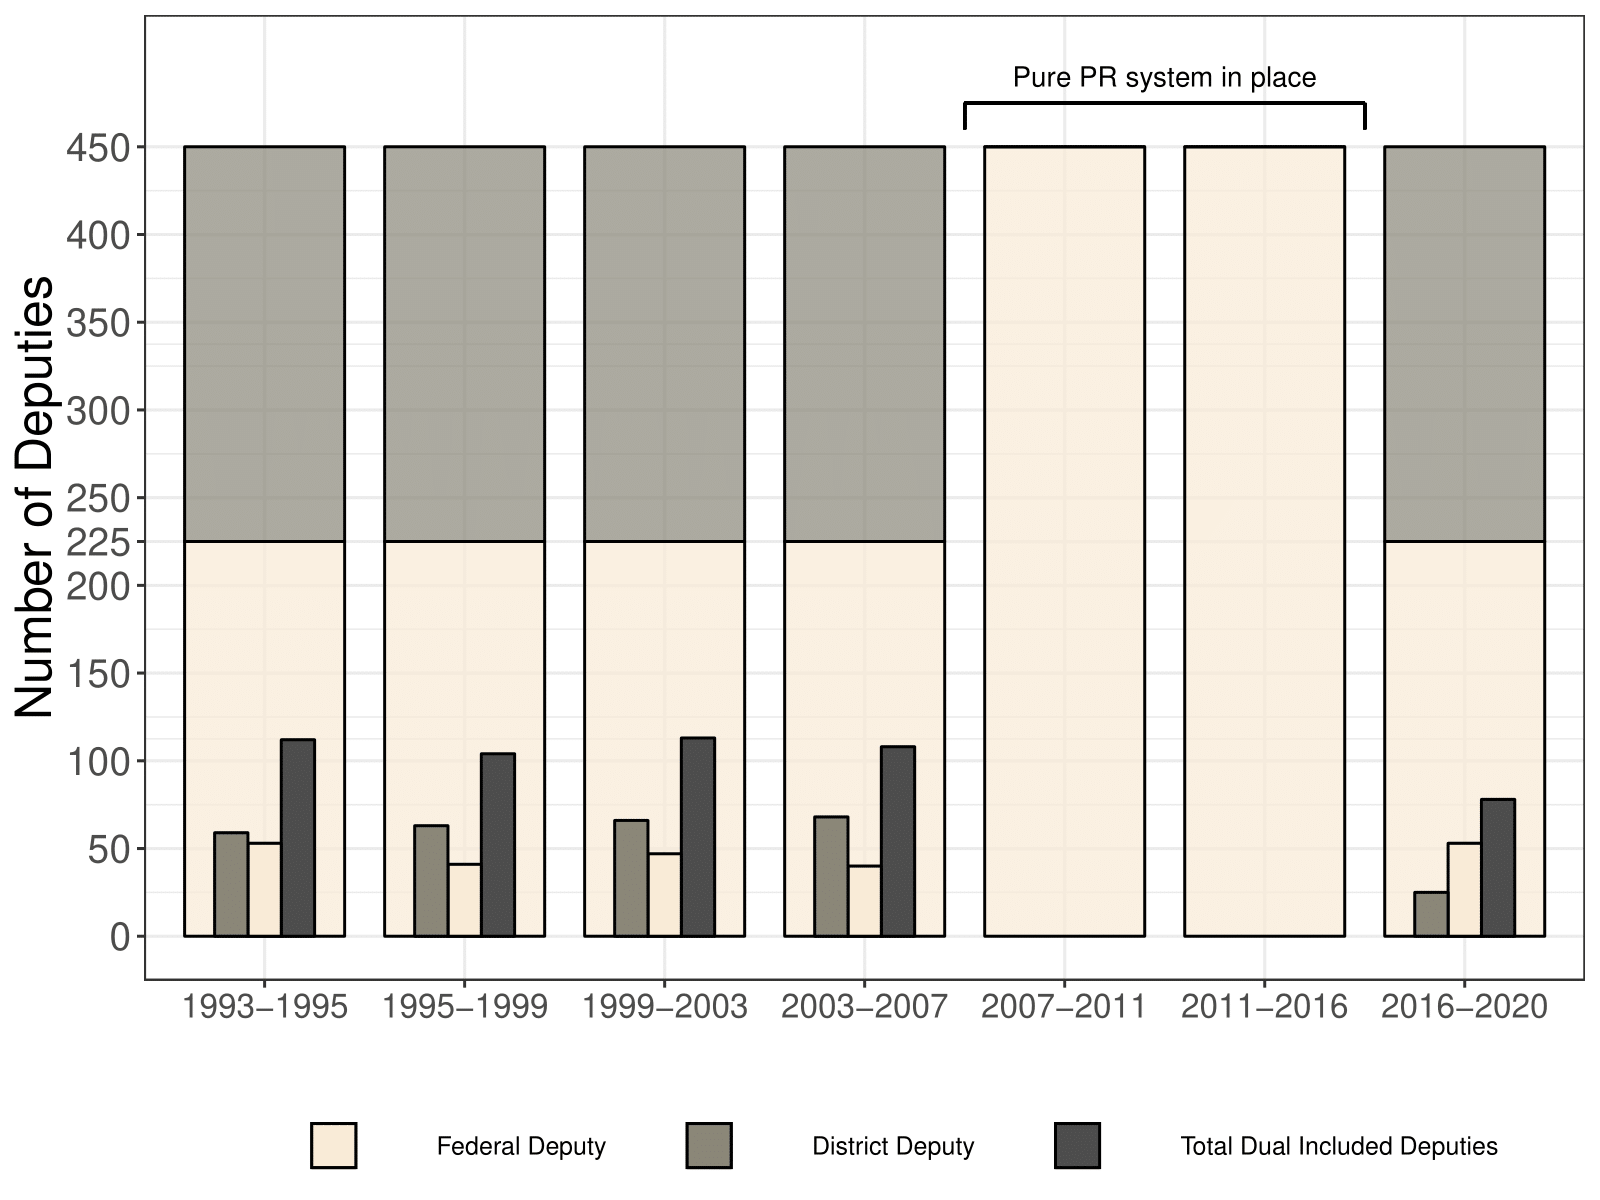 Pure PR system in place
Number of Deputies
450
400
350
300
250
225
200
150
100
50
0
1993–1995 1995–1999 1999–2003 2003–2007 2007–2011 2011–2016 2016–2020
Federal Deputy District Deputy Total Dual Included Deputies